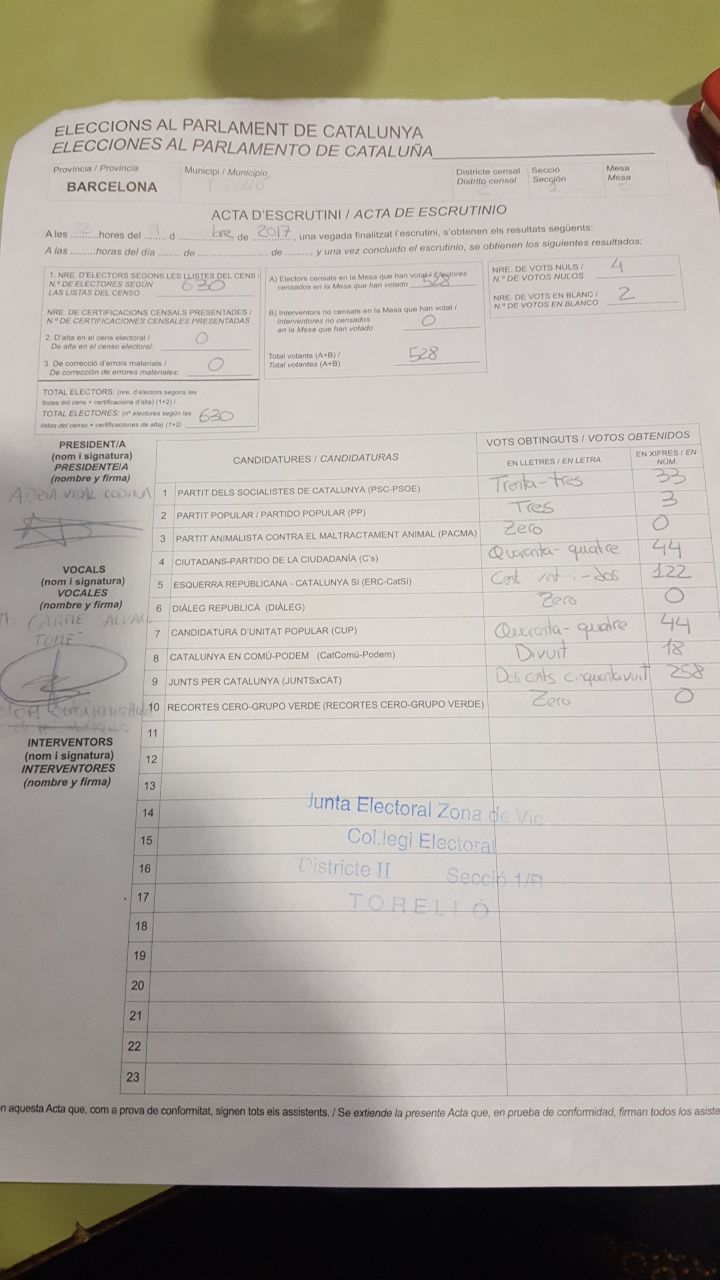 ELECCIONS AL PARLAMENT DE CATALUNYA
ELECCIONES AL PARLAMENTO DE CATALUÑA
Provincia / Provincia
BARCELONA
Municipi / Municipio
Districte censal
Distrito censal
Secció
Sección
2
Mesa
Mesa
ACTA D'ESCRUTINI / ACTA DE ESCRUTINIO
A les 22 hores del d bre de 2017, una vegada finalitzat l'escrutini, s'obtenen els resultats següents:
A las ......... horas del día ...... de ........................ de ........, y una vez concluido el escrutinio, se obtienen los siguientes resultados:
1. NRE. D'ELECTORS SEGONS LES LLISTES DEL CENS /
N.º DE ELECTORES SEGÚN
LAS LISTAS DEL CENSO 630
NRE. DE CERTIFICACIONS CENSALS PRESENTADES /
N.º DE CERTIFICACIONES CENSALES PRESENTADAS
2. D'alta en el cens electoral /
De alta en el censo electoral: 0
3. De correcció d'errors materials /
De corrección de errores materiales: 0
TOTAL ELECTORS: (nre. d'electors segons les
llistes del cens + certificacions d'alta) (1+2) /
TOTAL ELECTORES: (nº electores según las
listas del censo + certificaciones de alta) (1+2) 630
A) Electors censats en la Mesa que han votat / Electores
censados en la Mesa que han votado 528
B) Interventors no censats en la Mesa que han votat /
Interventores no censados
en la Mesa que han votado 0
Total votants (A+B) /
Total votantes (A+B) 528
NRE. DE VOTS NULS /
N.º DE VOTOS NULOS 4
NRE. DE VOTS EN BLANC /
N.º DE VOTOS EN BLANCO 2
PRESIDENT/A
(nom i signatura)
PRESIDENTE/A
(nombre y firma)
ADRIA VIDAL CODINA
VOCALS
(nom i signatura)
VOCALES
(nombre y firma)
CARME
TOMÉ
INTERVENTORS
(nom i signatura)
INTERVENTORES
(nombre y firma)
CANDIDATURES / CANDIDATURAS
VOTS OBTINGUTS / VOTOS OBTENIDOS
EN LLETRES / EN LETRA
EN XIFRES / EN NÚM.
1 PARTIT DELS SOCIALISTES DE CATALUNYA (PSC-PSOE) Trenta-tres 33
2 PARTIT POPULAR / PARTIDO POPULAR (PP) Tres 3
3 PARTIT ANIMALISTA CONTRA EL MALTRACTAMENT ANIMAL (PACMA) Zero 0
4 CIUTADANS-PARTIDO DE LA CIUDADANÍA (C's) Quaranta-quatre 44
5 ESQUERRA REPUBLICANA - CATALUNYA SI (ERC-CatSi) Cent vint-i-dos 122
6 DIÀLEG REPUBLICÀ (DIÀLEG) Zero 0
7 CANDIDATURA D'UNITAT POPULAR (CUP) Quaranta-quatre 44
8 CATALUNYA EN COMÚ-PODEM (CatComú-Podem) Divuit 18
9 JUNTS PER CATALUNYA (JUNTSxCAT) Dos cents cinquantavuit 258
10 RECORTES CERO-GRUPO VERDE (RECORTES CERO-GRUPO VERDE) Zero 0
11
12
13
14
15
16
17
18
19
20
21
22
23
Junta Electoral Zona de Vic
Col.legi Electoral
Districte II Secció 1/B
TORELLÓ
n aquesta Acta que, com a prova de conformitat, signen tots els assistents. / Se extiende la presente Acta que, en prueba de conformidad, firman todos los asiste